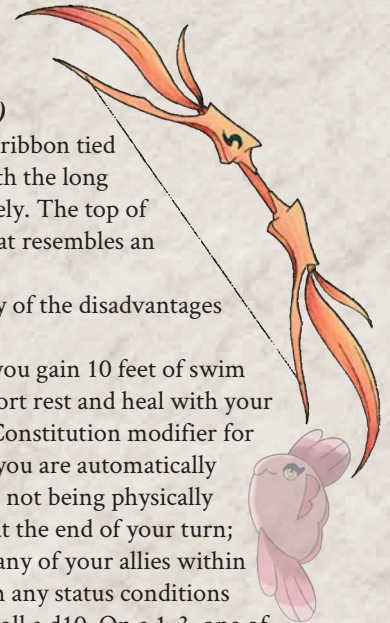 )
ribbon tied
th the long
ely. The top of
at resembles an
y of the disadvantages
you gain 10 feet of swim
ort rest and heal with your
Constitution modifier for
you are automatically
not being physically
at the end of your turn;
any of your allies within
n any status conditions
oll a d10. On a 1-3, one of